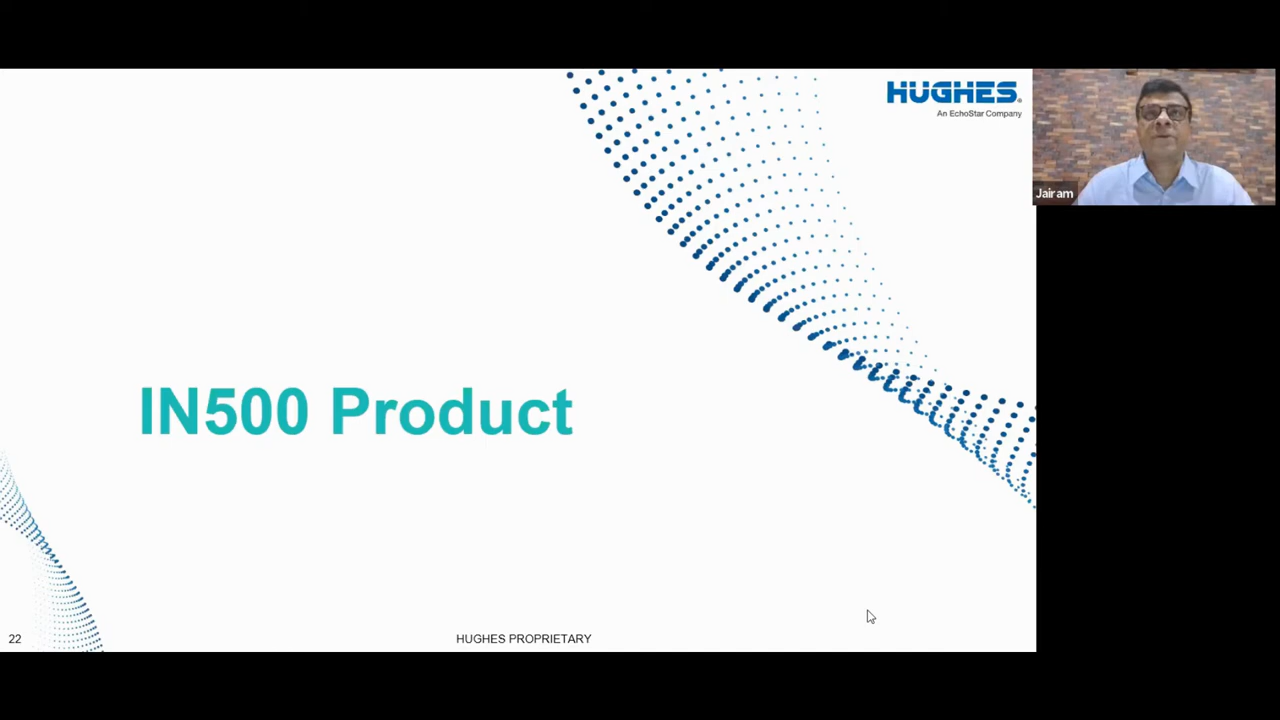 HUGHES
An EchoStar Company
Jairam
IN500 Product
22
HUGHES PROPRIETARY